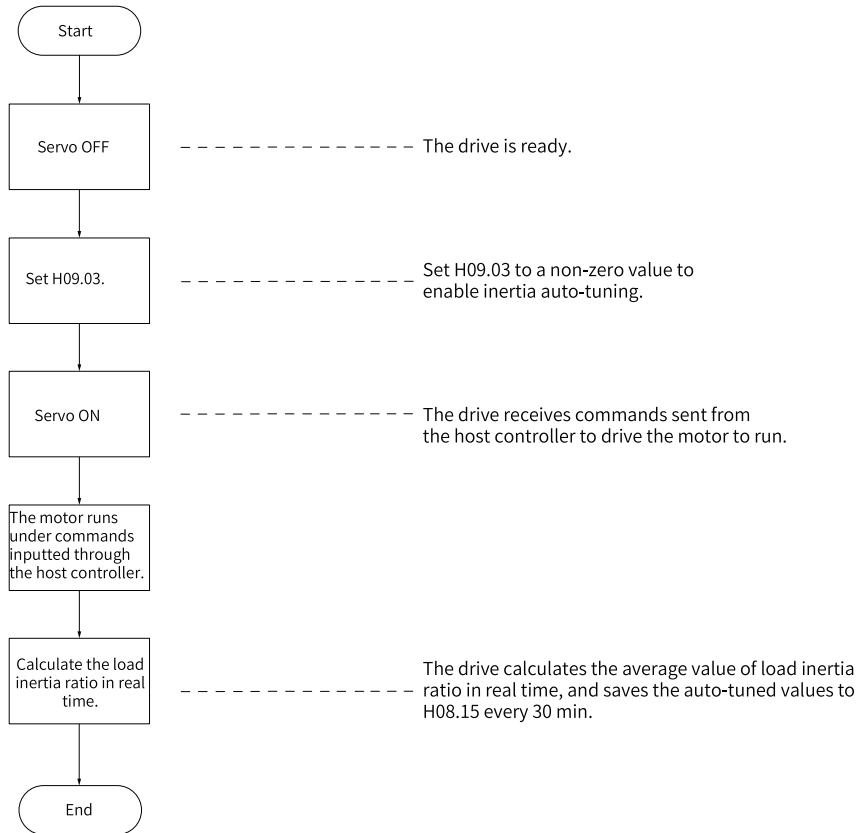 Start
Servo OFF
The drive is ready.
Set H09.03.
Set H09.03 to a non-zero value to
enable inertia auto-tuning.
Servo ON
The drive receives commands sent from
the host controller to drive the motor to run.
The motor runs
under commands
inputted through
the host controller.
Calculate the load
inertia ratio in real
time.
The drive calculates the average value of load inertia
ratio in real time, and saves the auto-tuned values to
H08.15 every 30 min.
End